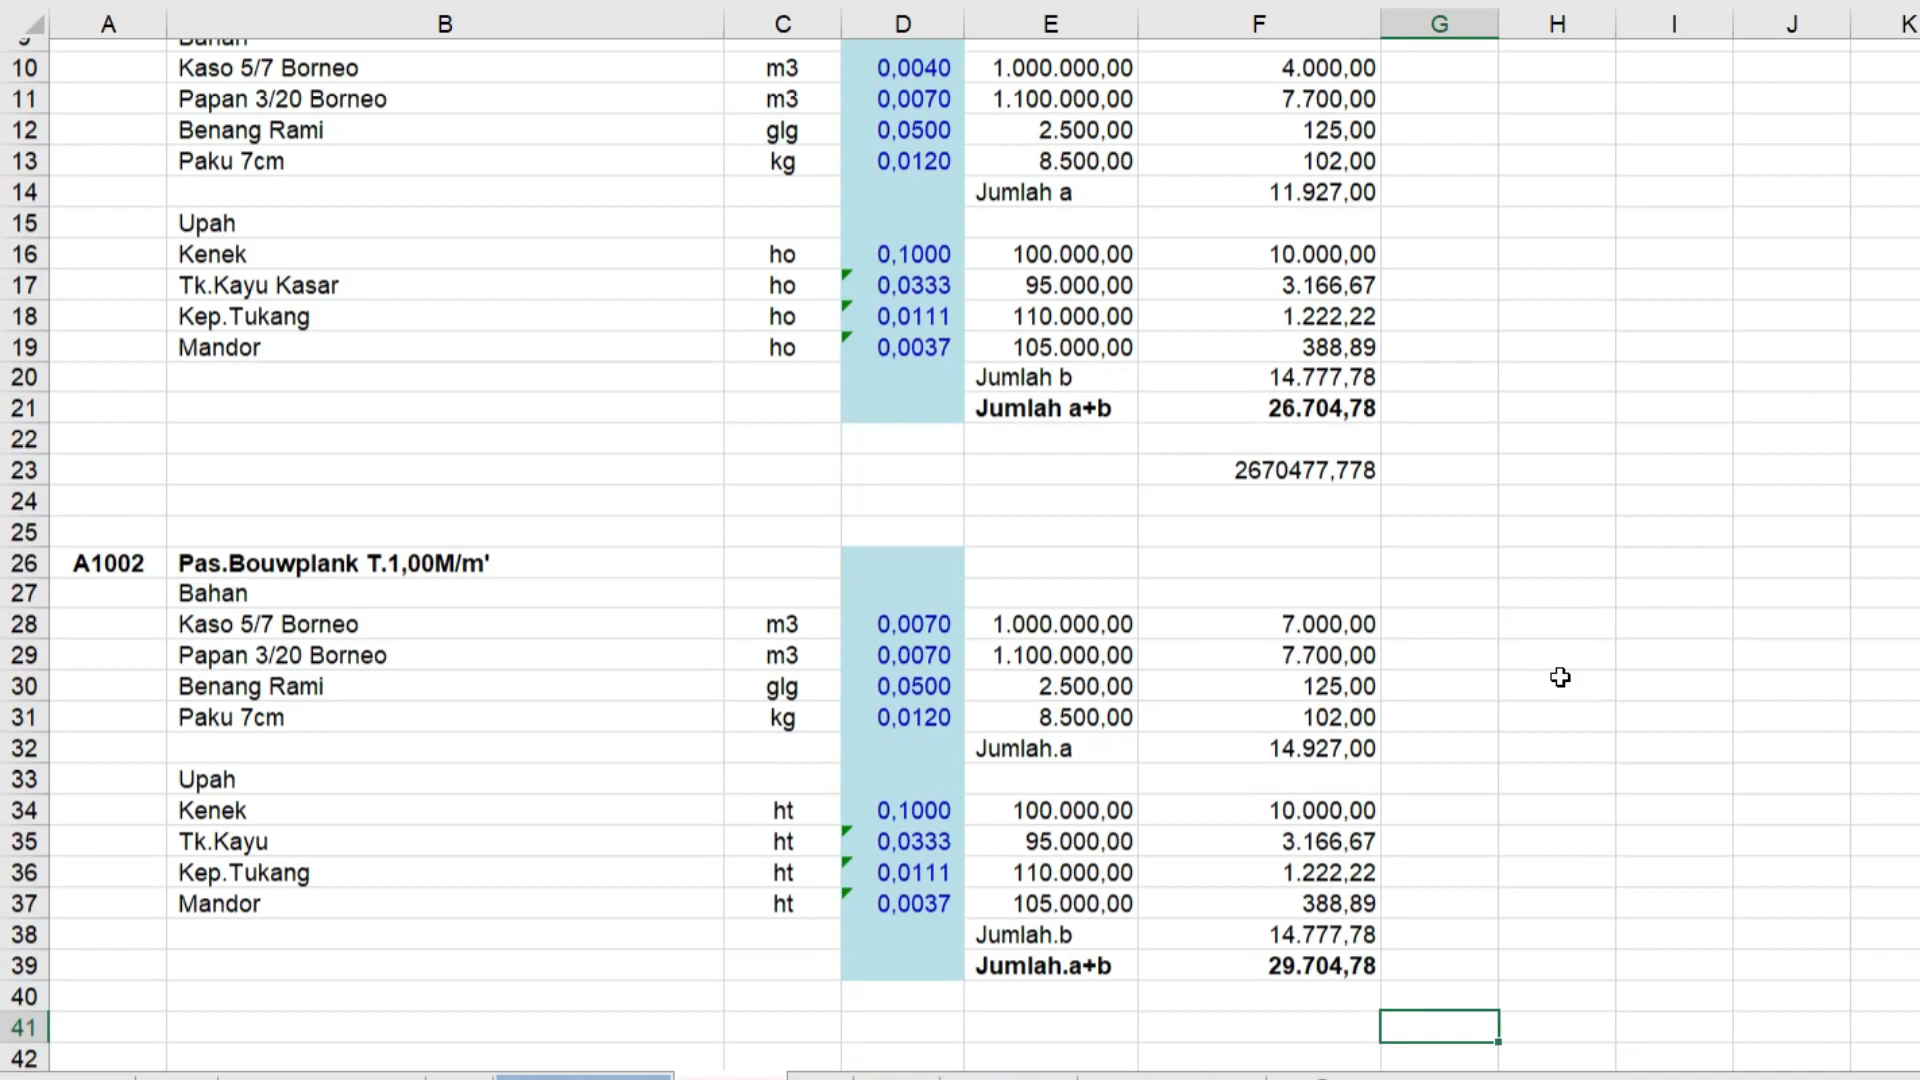 A B C D E F G H I J K
9 Bahan
10 Kaso 5/7 Borneo m3 0,0040 1.000.000,00 4.000,00
11 Papan 3/20 Borneo m3 0,0070 1.100.000,00 7.700,00
12 Benang Rami glg 0,0500 2.500,00 125,00
13 Paku 7cm kg 0,0120 8.500,00 102,00
14 Jumlah a 11.927,00
15 Upah
16 Kenek ho 0,1000 100.000,00 10.000,00
17 Tk.Kayu Kasar ho 0,0333 95.000,00 3.166,67
18 Kep.Tukang ho 0,0111 110.000,00 1.222,22
19 Mandor ho 0,0037 105.000,00 388,89
20 Jumlah b 14.777,78
21 Jumlah a+b 26.704,78
22
23 2670477,778
24
25
26 A1002 Pas.Bouwplank T.1,00M/m'
27 Bahan
28 Kaso 5/7 Borneo m3 0,0070 1.000.000,00 7.000,00
29 Papan 3/20 Borneo m3 0,0070 1.100.000,00 7.700,00
30 Benang Rami glg 0,0500 2.500,00 125,00
31 Paku 7cm kg 0,0120 8.500,00 102,00
32 Jumlah.a 14.927,00
33 Upah
34 Kenek ht 0,1000 100.000,00 10.000,00
35 Tk.Kayu ht 0,0333 95.000,00 3.166,67
36 Kep.Tukang ht 0,0111 110.000,00 1.222,22
37 Mandor ht 0,0037 105.000,00 388,89
38 Jumlah.b 14.777,78
39 Jumlah.a+b 29.704,78
40
41
42